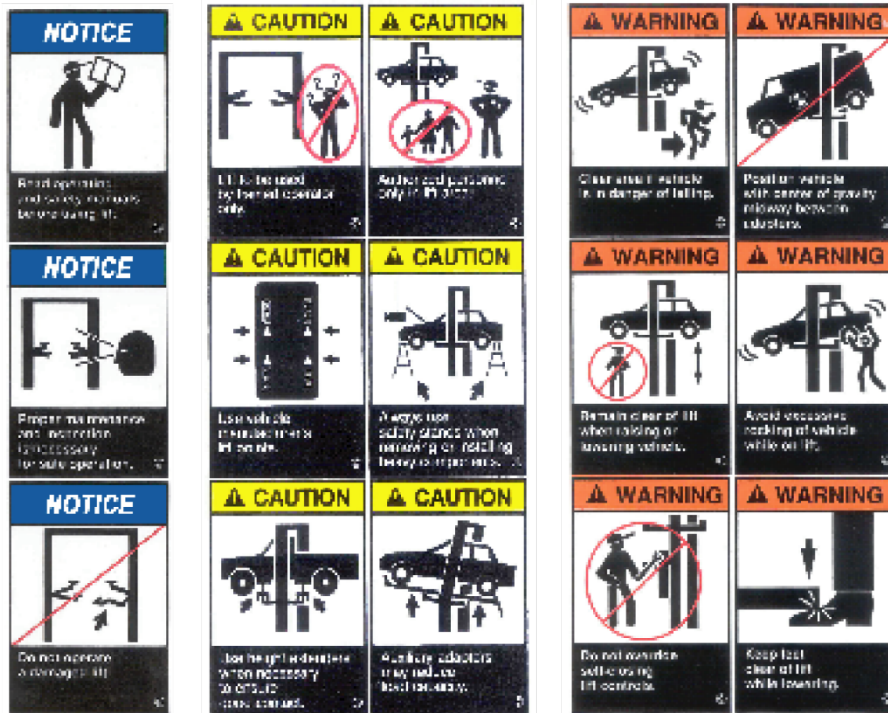 NOTICE
Read operating
and safety manuals
before using lift.
NOTICE
Proper maintenance
and inspection
is necessary
for safe operation.
NOTICE
Do not operate
a damaged lift.
CAUTION
Lift to be used
by trained operator
only.
CAUTION
Authorized personnel
only in lift area.
CAUTION
Use vehicle
manufacturer's
lift points.
CAUTION
Always use
safety stands when
removing or installing
heavy components.
CAUTION
Use height extenders
when necessary
to ensure
good contact.
CAUTION
Auxiliary adapters
may reduce
load capacity.
WARNING
Clear area if vehicle
is in danger of falling.
WARNING
Position vehicle
with center of gravity
midway between
adapters.
WARNING
Remain clear of lift
when raising or
lowering vehicle.
WARNING
Avoid excessive
rocking of vehicle
while on lift.
WARNING
Do not override
self-closing
lift controls.
WARNING
Keep feet
clear of lift
while lowering.